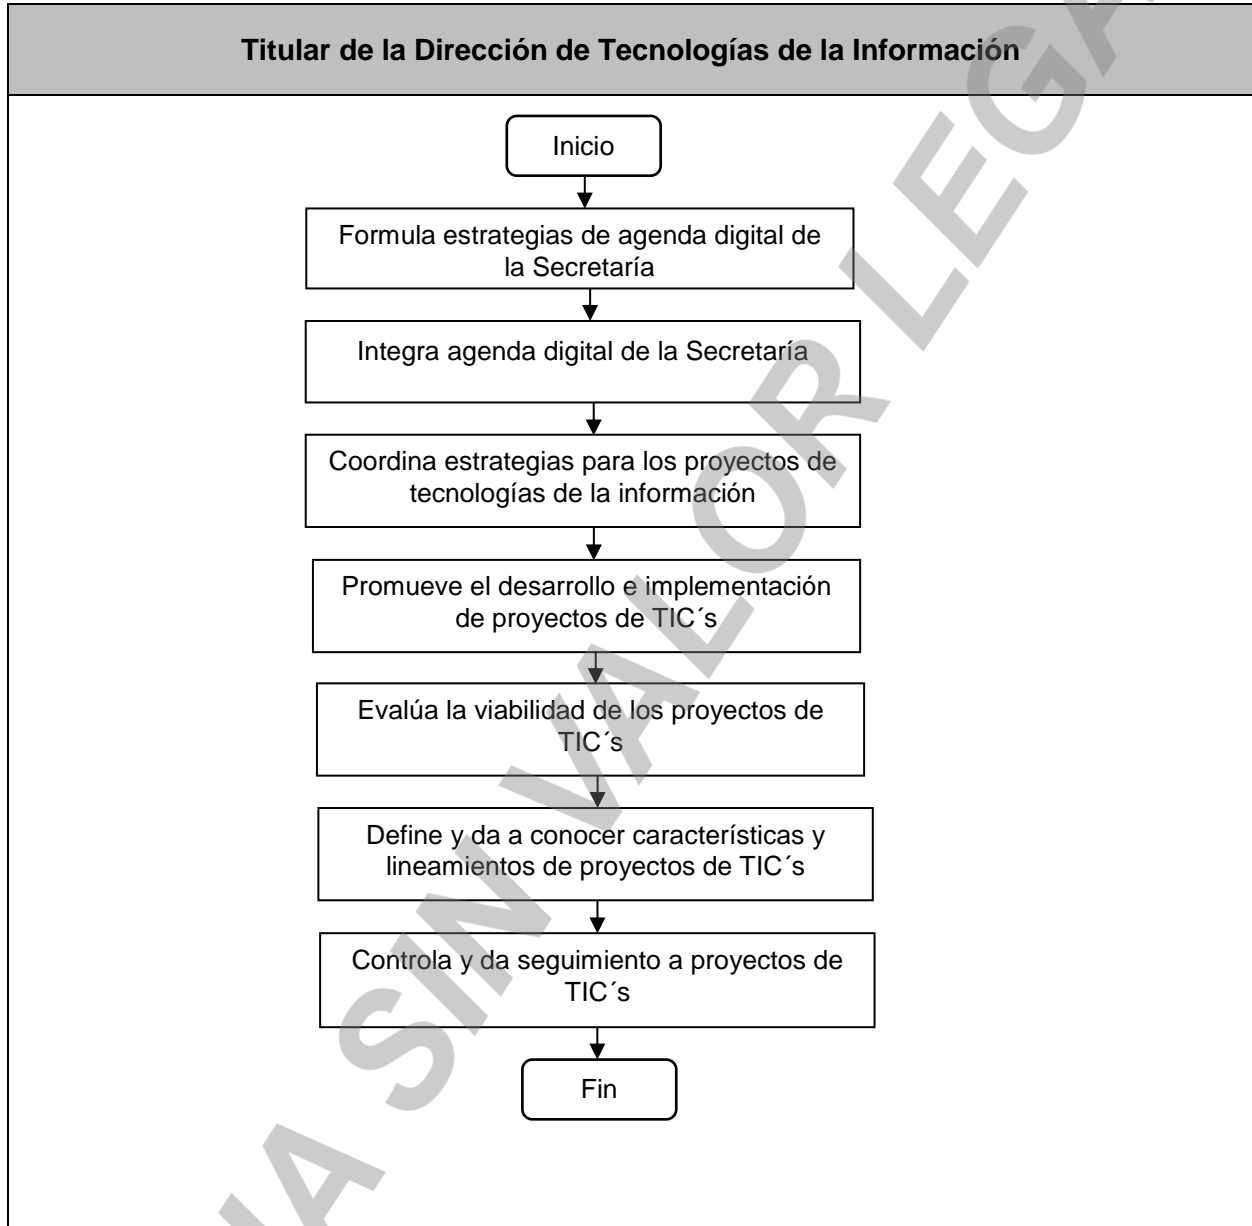 Titular de la Dirección de Tecnologías de la Información
Inicio
Formula estrategias de agenda digital de
la Secretaría
Integra agenda digital de la Secretaría
Coordina estrategias para los proyectos de
tecnologías de la información
Promueve el desarrollo e implementación
de proyectos de TIC´s
Evalúa la viabilidad de los proyectos de
TIC´s
Define y da a conocer características y
lineamientos de proyectos de TIC´s
Controla y da seguimiento a proyectos de
TIC´s
Fin
SIN VALOR LEGA